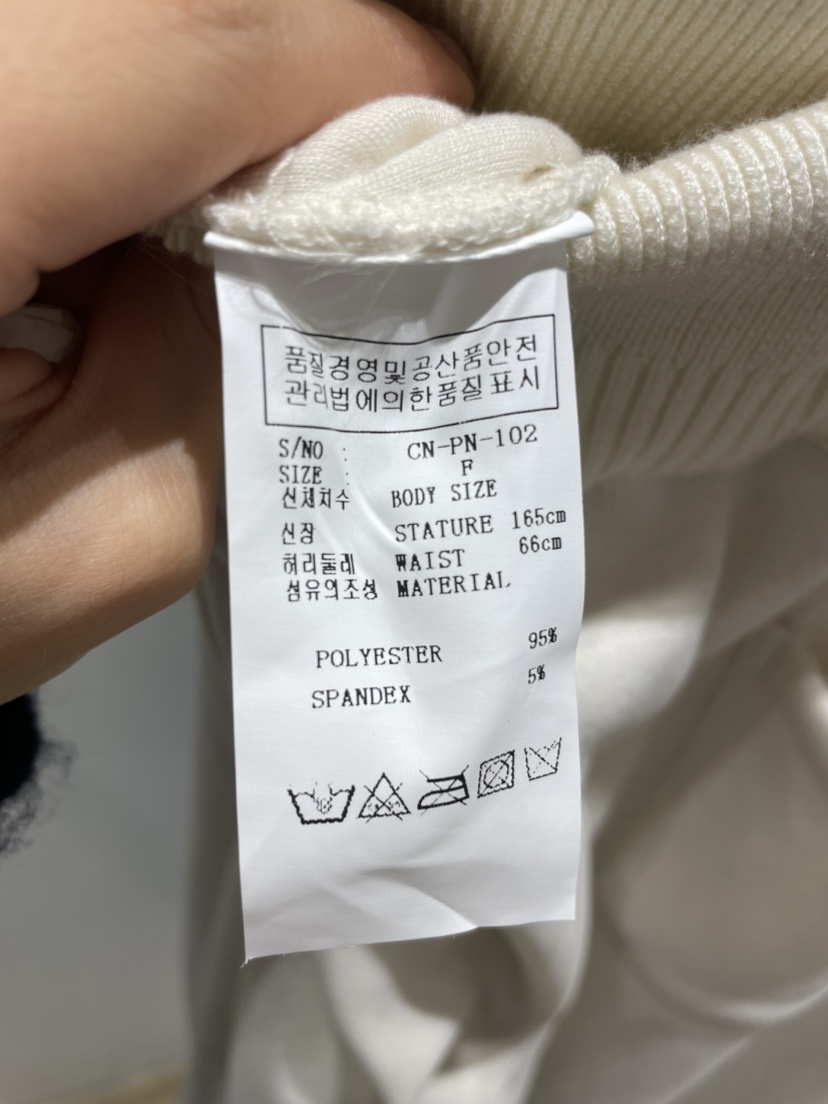 품질경영및공산품안전
관리법에의한품질표시
S/NO : CN-PN-102
SIZE : F
신체치수 BODY SIZE
신장 STATURE 165cm
허리둘레 WAIST 66cm
섬유의조성 MATERIAL
POLYESTER 95%
SPANDEX 5%